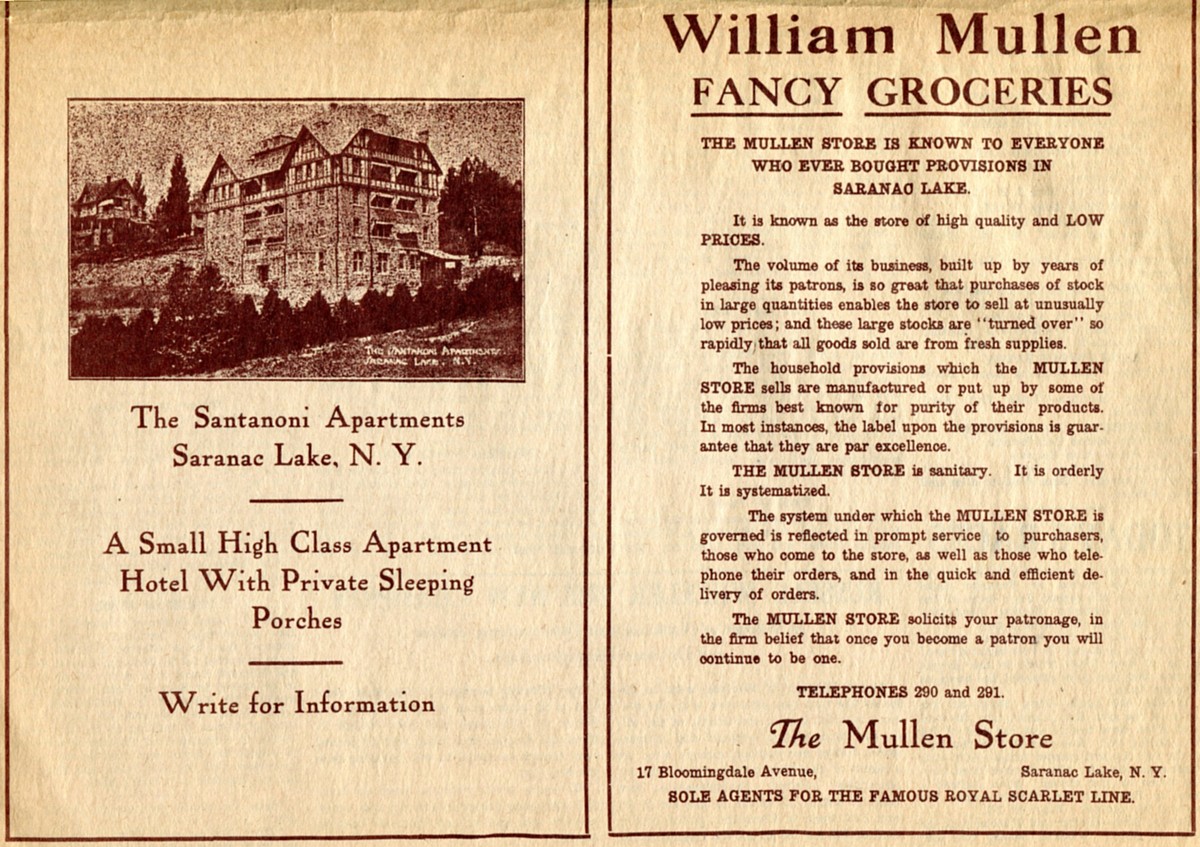 THE SANTANONI APARTMENTS
SARANAC LAKE, N.Y.
The Santanoni Apartments
Saranac Lake, N. Y.
A Small High Class Apartment
Hotel With Private Sleeping
Porches
Write for Information
William Mullen
FANCY GROCERIES
THE MULLEN STORE IS KNOWN TO EVERYONE
WHO EVER BOUGHT PROVISIONS IN
SARANAC LAKE.
It is known as the store of high quality and LOW
PRICES.
The volume of its business, built up by years of
pleasing its patrons, is so great that purchases of stock
in large quantities enables the store to sell at unusually
low prices; and these large stocks are "turned over" so
rapidly that all goods sold are from fresh supplies.
The household provisions which the MULLEN
STORE sells are manufactured or put up by some of
the firms best known for purity of their products.
In most instances, the label upon the provisions is guar-
antee that they are par excellence.
THE MULLEN STORE is sanitary. It is orderly
It is systematized.
The system under which the MULLEN STORE is
governed is reflected in prompt service to purchasers,
those who come to the store, as well as those who tele-
phone their orders, and in the quick and efficient de-
livery of orders.
The MULLEN STORE solicits your patronage, in
the firm belief that once you become a patron you will
continue to be one.
TELEPHONES 290 and 291.
The Mullen Store
17 Bloomingdale Avenue, Saranac Lake, N. Y.
SOLE AGENTS FOR THE FAMOUS ROYAL SCARLET LINE.